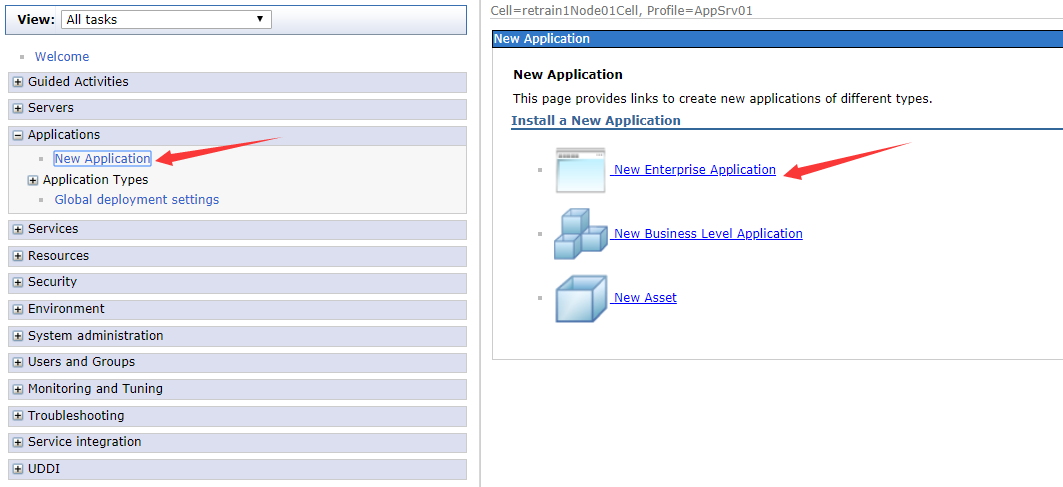 View: All tasks
Welcome
Guided Activities
Servers
Applications
New Application
Application Types
Global deployment settings
Services
Resources
Security
Environment
System administration
Users and Groups
Monitoring and Tuning
Troubleshooting
Service integration
UDDI
Cell=retrain1Node01Cell, Profile=AppSrv01
New Application
New Application
This page provides links to create new applications of different types.
Install a New Application
New Enterprise Application
New Business Level Application
New Asset